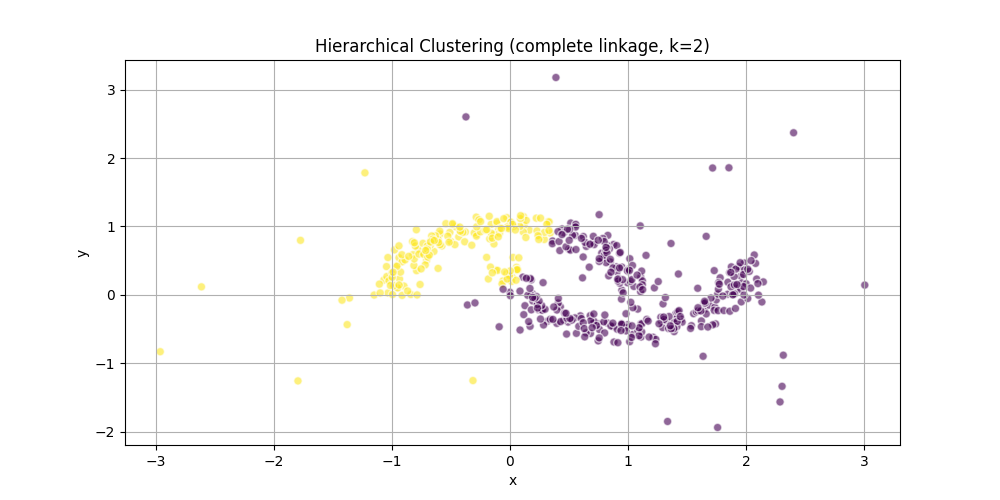 Hierarchical Clustering (complete linkage, k=2)
3
2
1
0
−1
−2
y
−3 −2 −1 0 1 2 3
x